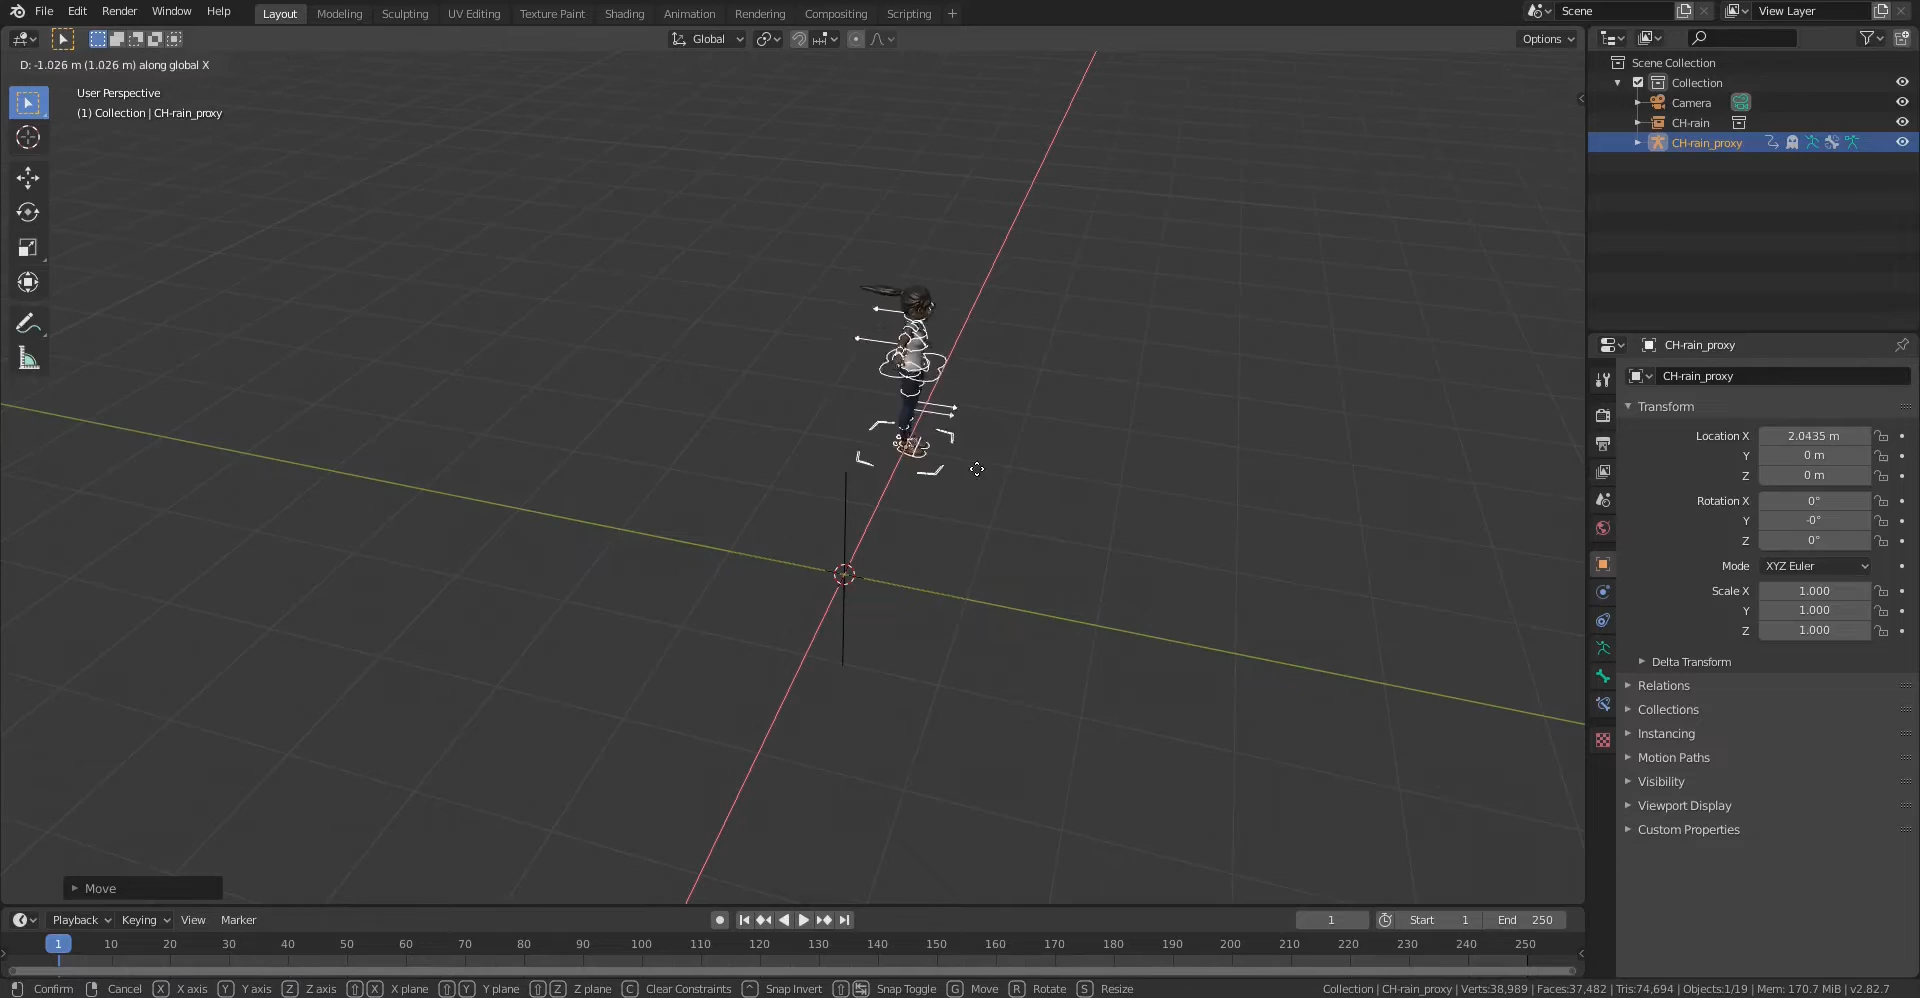 File Edit Render Window Help Layout Modeling Sculpting UV Editing Texture Paint Shading Animation Rendering Compositing Scripting + Scene View Layer
Global Options
D: -1.026 m (1.026 m) along global X
User Perspective
(1) Collection | CH-rain_proxy
Scene Collection
Collection
Camera
CH-rain
CH-rain_proxy
CH-rain_proxy
CH-rain_proxy
Transform
Location X 2.0435 m
Y 0 m
Z 0 m
Rotation X 0°
Y -0°
Z 0°
Mode XYZ Euler
Scale X 1.000
Y 1.000
Z 1.000
Delta Transform
Relations
Collections
Instancing
Motion Paths
Visibility
Viewport Display
Custom Properties
Move
Playback Keying View Marker 1 Start 1 End 250
1 10 20 30 40 50 60 70 80 90 100 110 120 130 140 150 160 170 180 190 200 210 220 230 240 250
Confirm Cancel X X axis Y Y axis Z Z axis X X plane Y Y plane Z Z plane C Clear Constraints Snap Invert Snap Toggle G Move R Rotate S Resize Collection | CH-rain_proxy | Verts:38,989 | Faces:37,482 | Tris:74,694 | Objects:1/19 | Mem: 170.7 MiB | v2.82.7